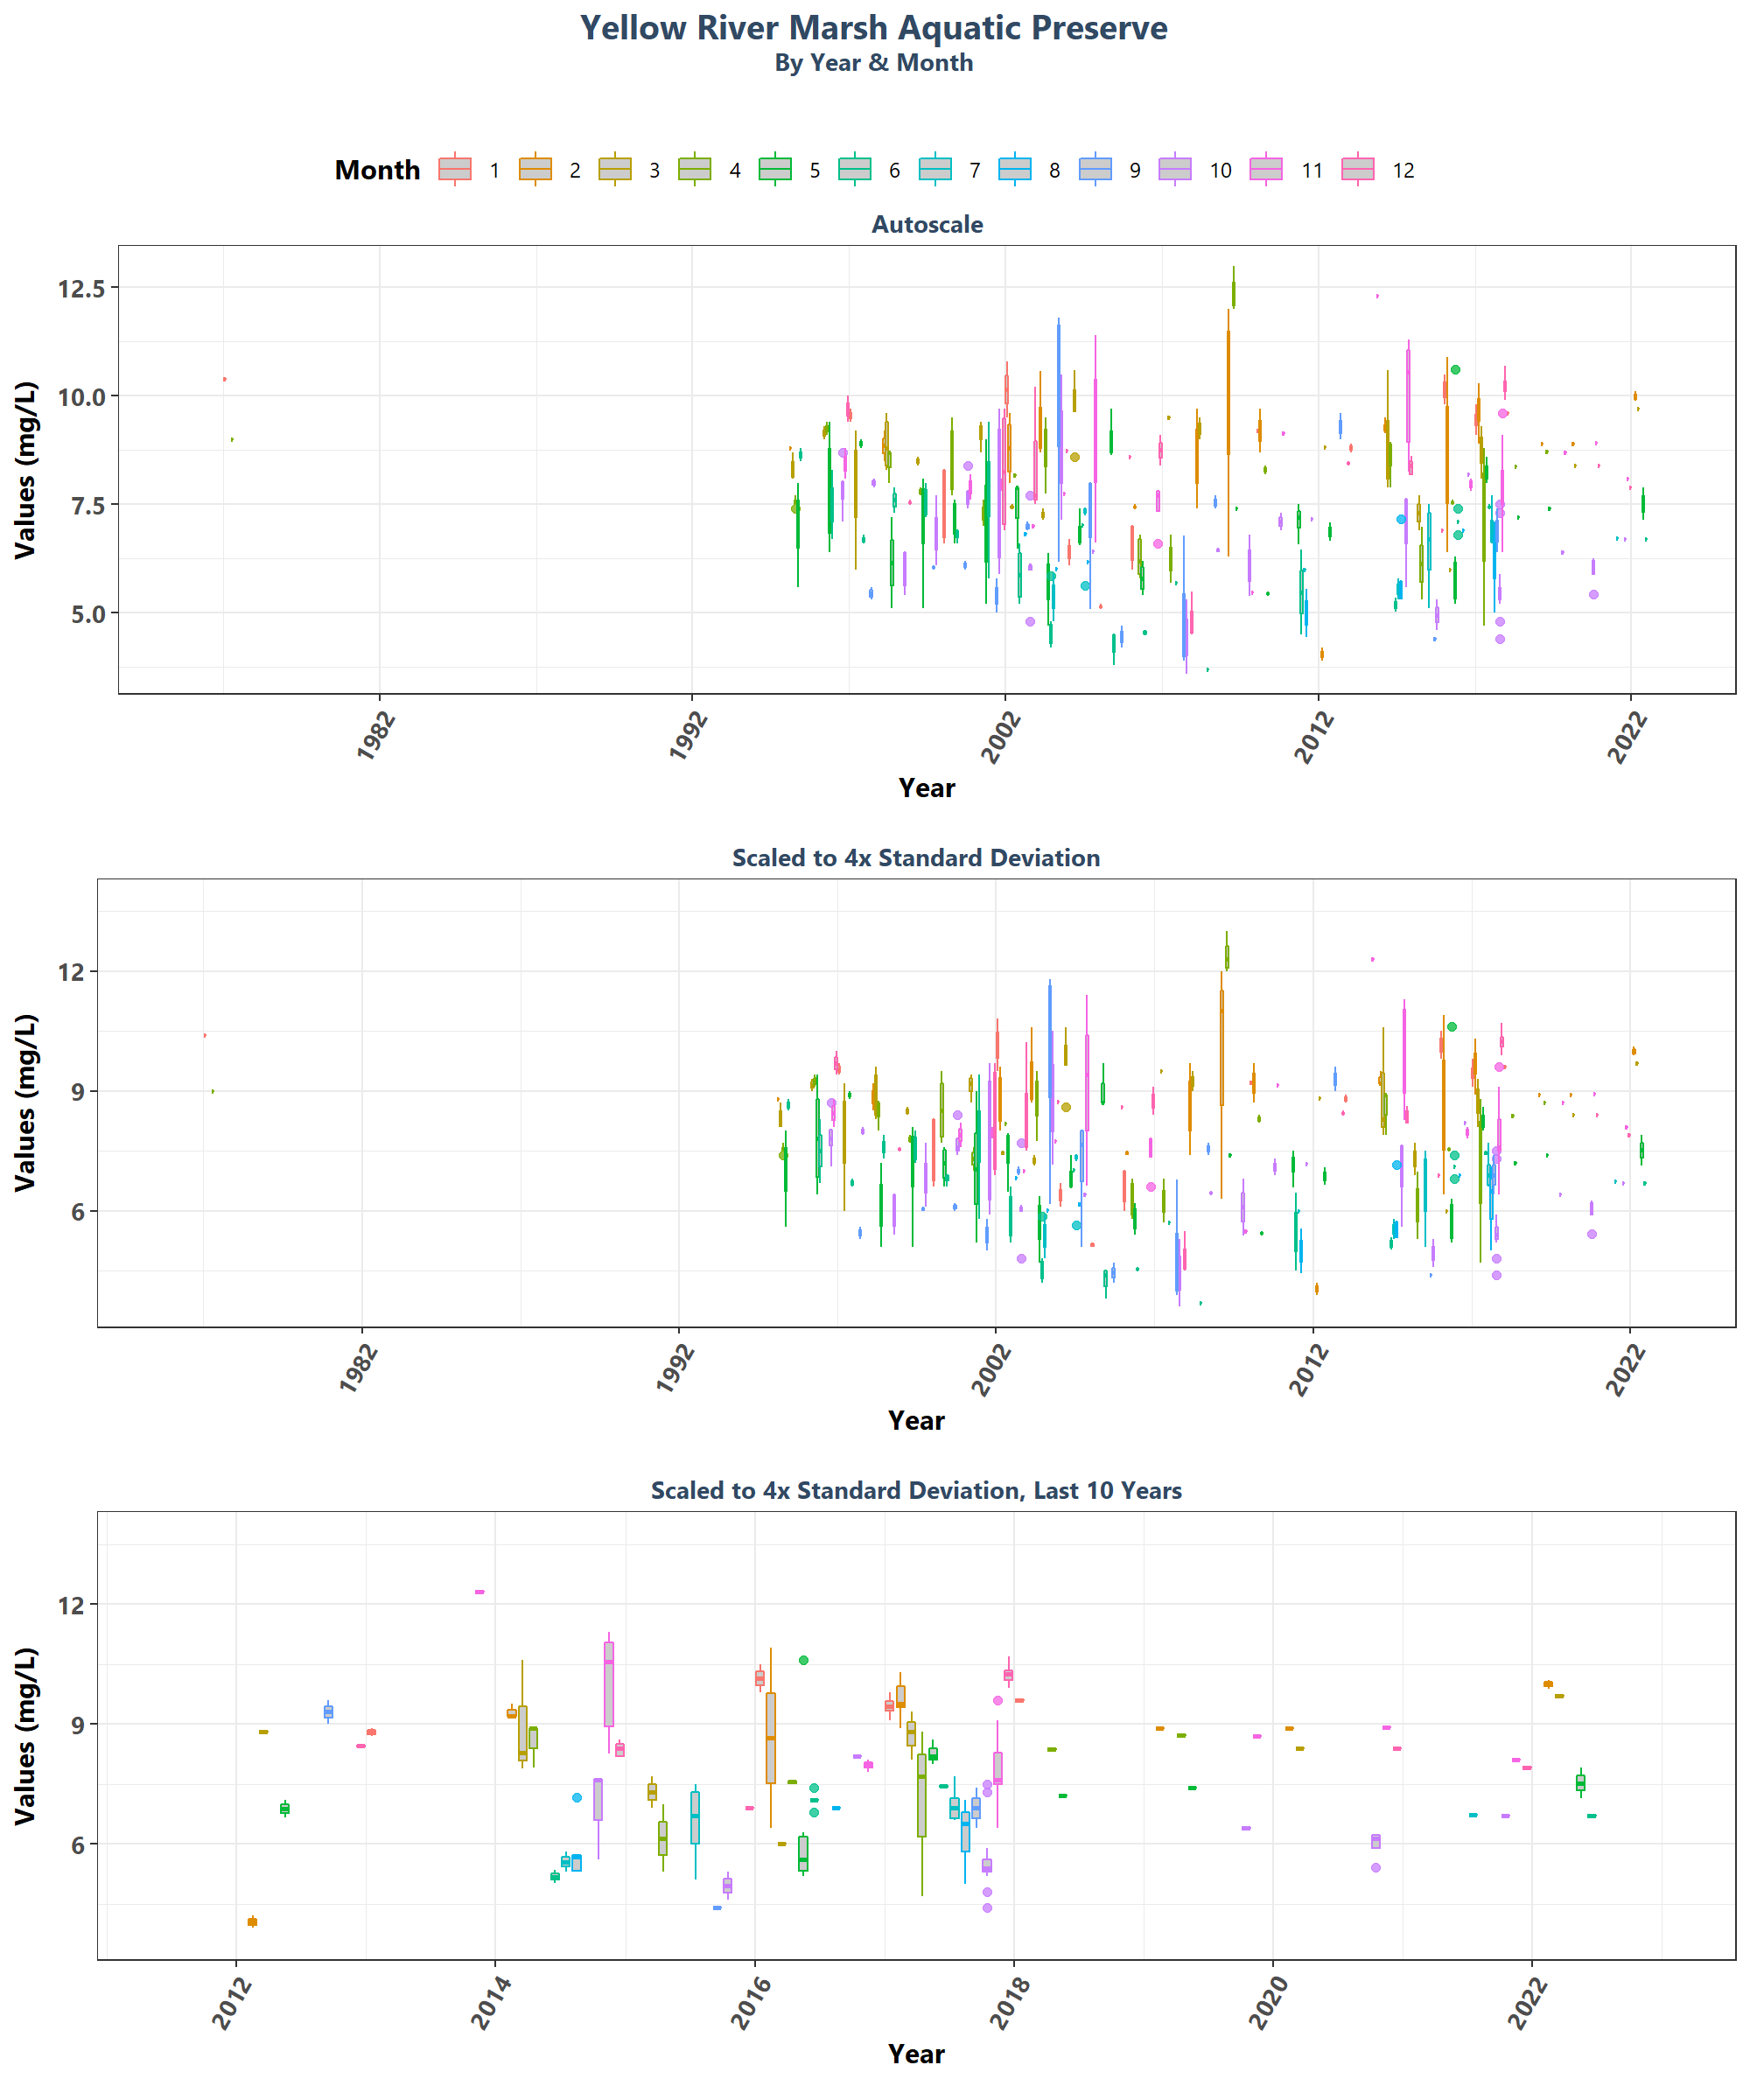 Yellow River Marsh Aquatic Preserve
By Year & Month
Month 1 2 3 4 5 6 7 8 9 10 11 12
Autoscale
Values (mg/L)
12.5
10.0
7.5
5.0
1982 1992 2002 2012 2022
Year
Scaled to 4x Standard Deviation
Values (mg/L)
12
9
6
1982 1992 2002 2012 2022
Year
Scaled to 4x Standard Deviation, Last 10 Years
Values (mg/L)
12
9
6
2012 2014 2016 2018 2020 2022
Year